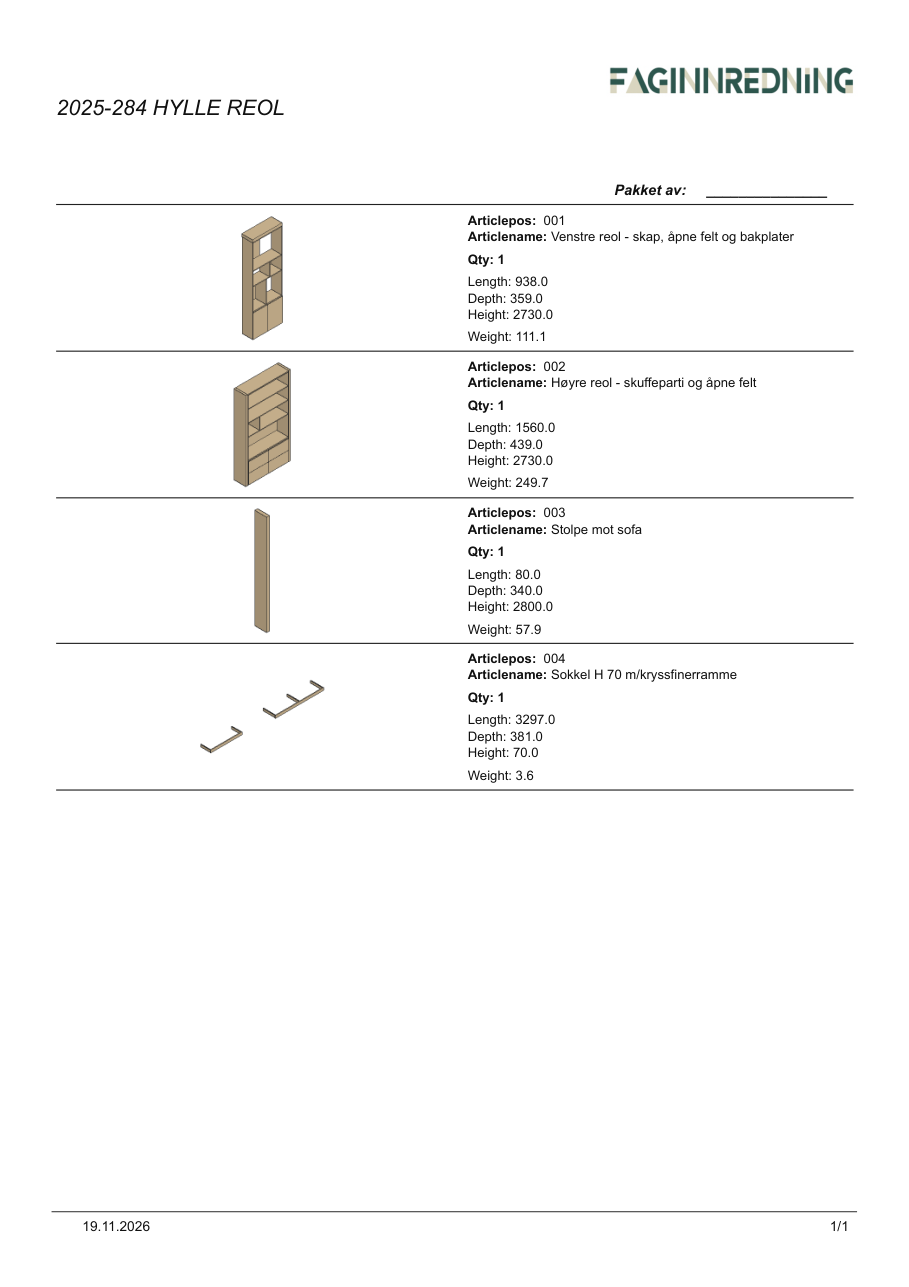 FAGINNREDNING
2025-284 HYLLE REOL
Pakket av: _______________
Articlepos: 001
Articlename: Venstre reol - skap, åpne felt og bakplater
Qty: 1
Length: 938.0
Depth: 359.0
Height: 2730.0
Weight: 111.1
Articlepos: 002
Articlename: Høyre reol - skuffeparti og åpne felt
Qty: 1
Length: 1560.0
Depth: 439.0
Height: 2730.0
Weight: 249.7
Articlepos: 003
Articlename: Stolpe mot sofa
Qty: 1
Length: 80.0
Depth: 340.0
Height: 2800.0
Weight: 57.9
Articlepos: 004
Articlename: Sokkel H 70 m/kryssfinerramme
Qty: 1
Length: 3297.0
Depth: 381.0
Height: 70.0
Weight: 3.6
19.11.2026
1/1